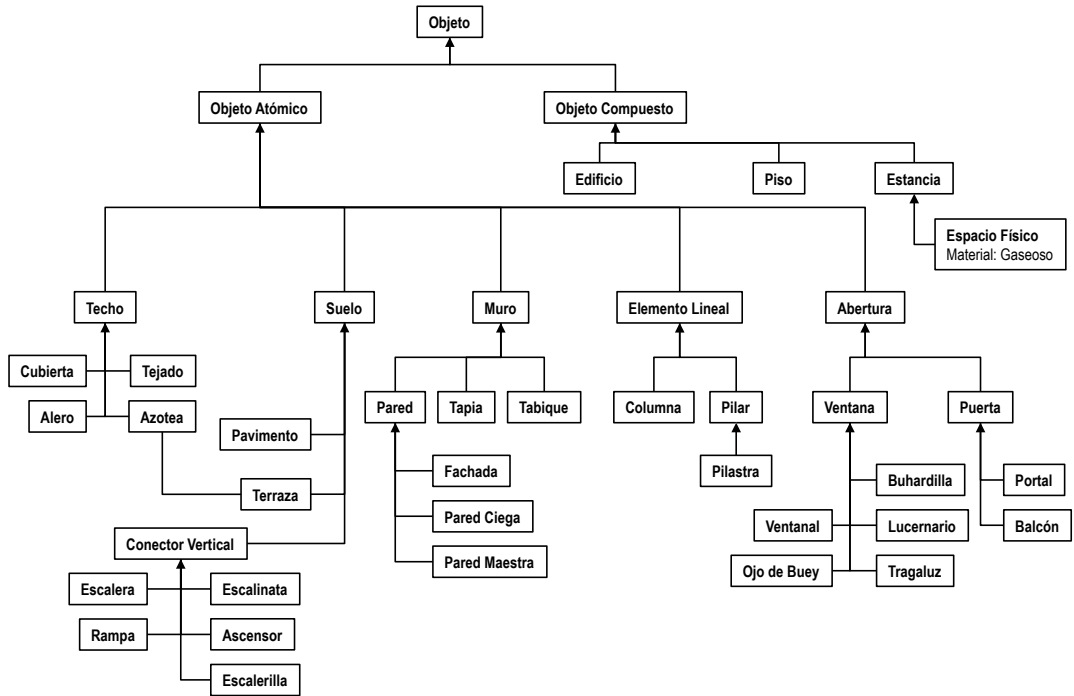 Objeto
Objeto Atómico
Objeto Compuesto
Edificio
Piso
Estancia
Espacio Físico
Material: Gaseoso
Techo
Suelo
Muro
Elemento Lineal
Abertura
Cubierta
Tejado
Alero
Azotea
Pared
Tapia
Tabique
Columna
Pilar
Ventana
Puerta
Pavimento
Fachada
Pilastra
Buhardilla
Portal
Terraza
Pared Ciega
Ventanal
Lucernario
Balcón
Conector Vertical
Pared Maestra
Ojo de Buey
Tragaluz
Escalera
Escalinata
Rampa
Ascensor
Escalerilla